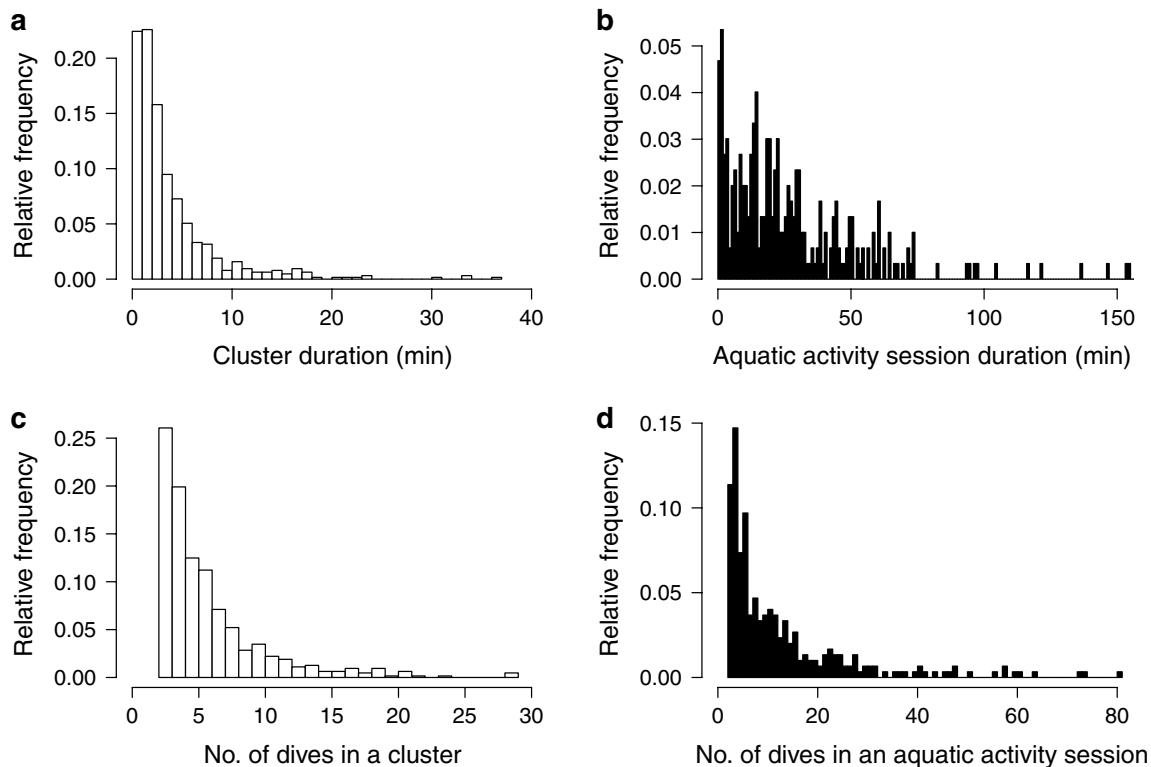 a
Relative frequency
0.20
0.15
0.10
0.05
0.00
0 10 20 30 40
Cluster duration (min)
b
Relative frequency
0.05
0.04
0.03
0.02
0.01
0.00
0 50 100 150
Aquatic activity session duration (min)
c
Relative frequency
0.25
0.20
0.15
0.10
0.05
0.00
0 5 10 15 20 25 30
No. of dives in a cluster
d
Relative frequency
0.15
0.10
0.05
0.00
0 20 40 60 80
No. of dives in an aquatic activity session